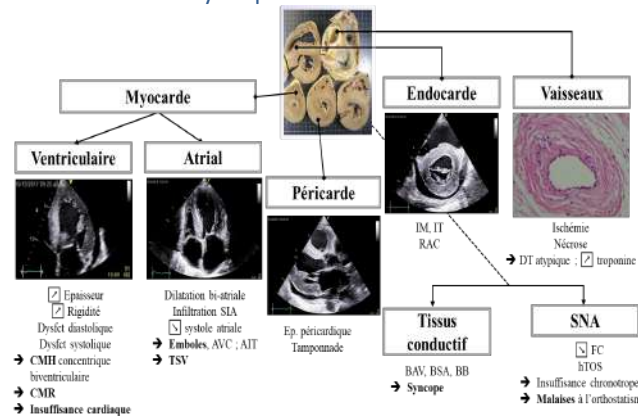 Myocarde
Endocarde
Vaisseaux
Ventriculaire
Atrial
Péricarde
↗ Epaisseur
↗ Rigidité
Dysfct diastolique
Dysfct systolique
➔ CMH concentrique
biventriculaire
➔ CMR
➔ Insuffisance cardiaque
Dilatation bi-atriale
Infiltration SIA
↘ systole atriale
➔ Emboles, AVC ; AIT
➔ TSV
Ep. péricardique
Tamponnade
IM, IT
RAC
Ischémie
Nécrose
➔ DT atypique ; ↗ troponine
Tissus
conductif
BAV, BSA, BB
➔ Syncope
SNA
↘ FC
hTOS
➔ Insuffisance chronotrope
➔ Malaises à l'orthostatism